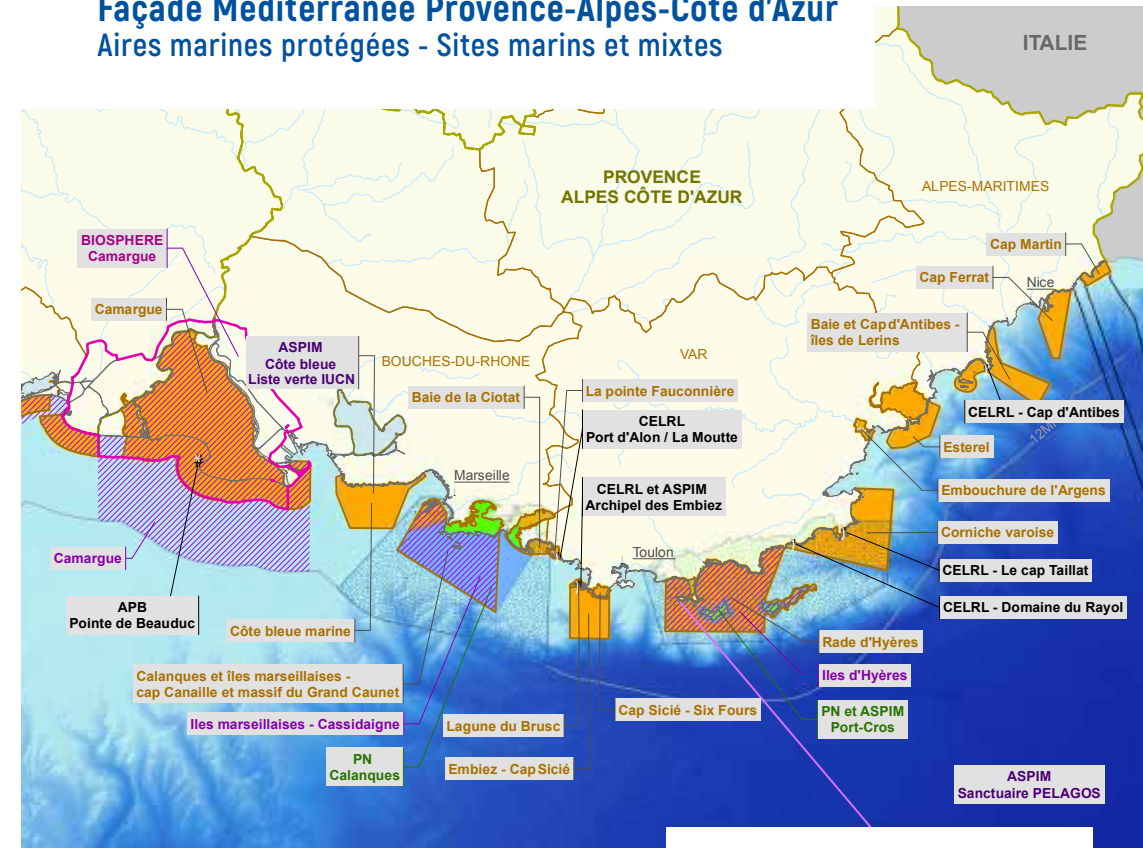 Façade Méditerranée Provence-Alpes-Côte d'Azur
Aires marines protégées - Sites marins et mixtes
ITALIE
PROVENCE
ALPES CÔTE D'AZUR
ALPES-MARITIMES
BIOSPHERE
Camargue
Cap Martin
Cap Ferrat
Nice
Camargue
Baie et Cap d'Antibes -
îles de Lerins
ASPIM
Côte bleue
Liste verte IUCN
BOUCHES-DU-RHONE
VAR
La pointe Fauconnière
Baie de la Ciotat
CELRL - Cap d'Antibes
CELRL
Port d'Alon / La Moutte
12M
Esterel
Marseille
CELRL et ASPIM
Archipel des Embiez
Embouchure de l'Argens
Corniche varoise
Toulon
Camargue
CELRL - Le cap Taillat
APB
Pointe de Beauduc
CELRL - Domaine du Rayol
Côte bleue marine
Rade d'Hyères
Calanques et îles marseillaises -
cap Canaille et massif du Grand Caunet
Iles d'Hyères
Iles marseillaises - Cassidaigne
Lagune du Brusc
Cap Sicié - Six Fours
PN et ASPIM
Port-Cros
PN
Calanques
Embiez - Cap Sicié
ASPIM
Sanctuaire PELAGOS